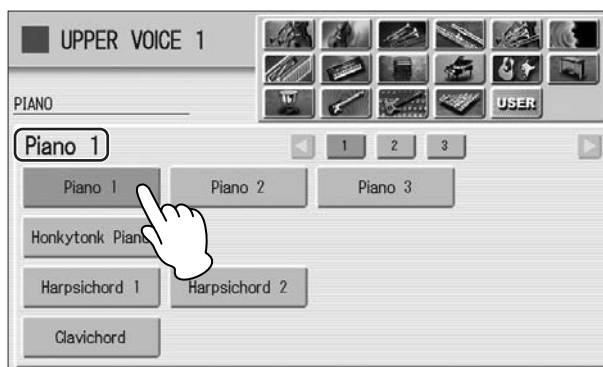 UPPER VOICE 1
PIANO
USER
Piano 1
1 2 3
Piano 1 Piano 2 Piano 3
Honkytonk Piano
Harpsichord 1 Harpsichord 2
Clavichord